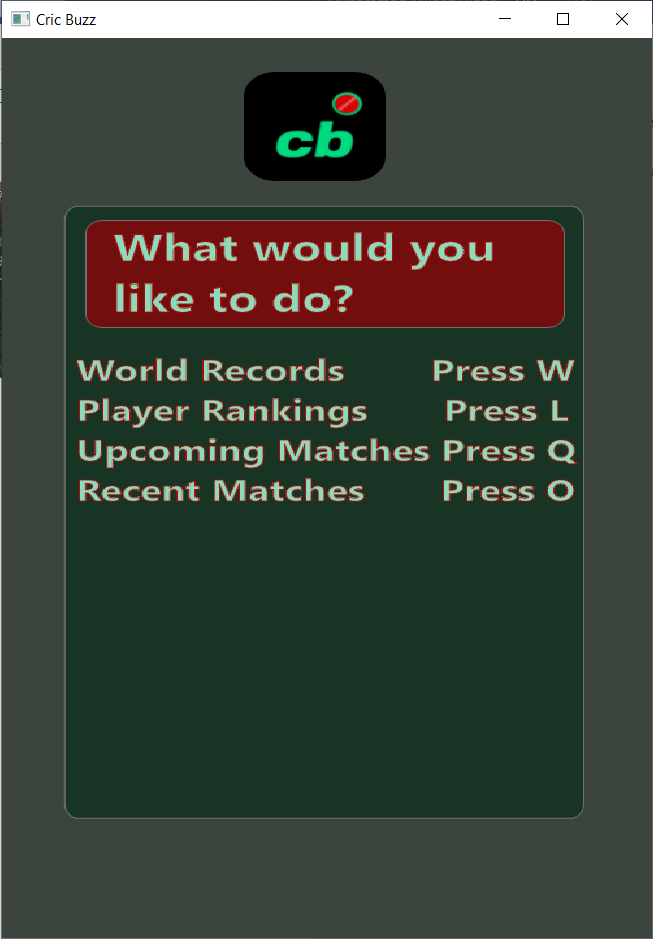 Cric Buzz
cb
What would you
like to do?
World Records Press W
Player Rankings Press L
Upcoming Matches Press Q
Recent Matches Press O